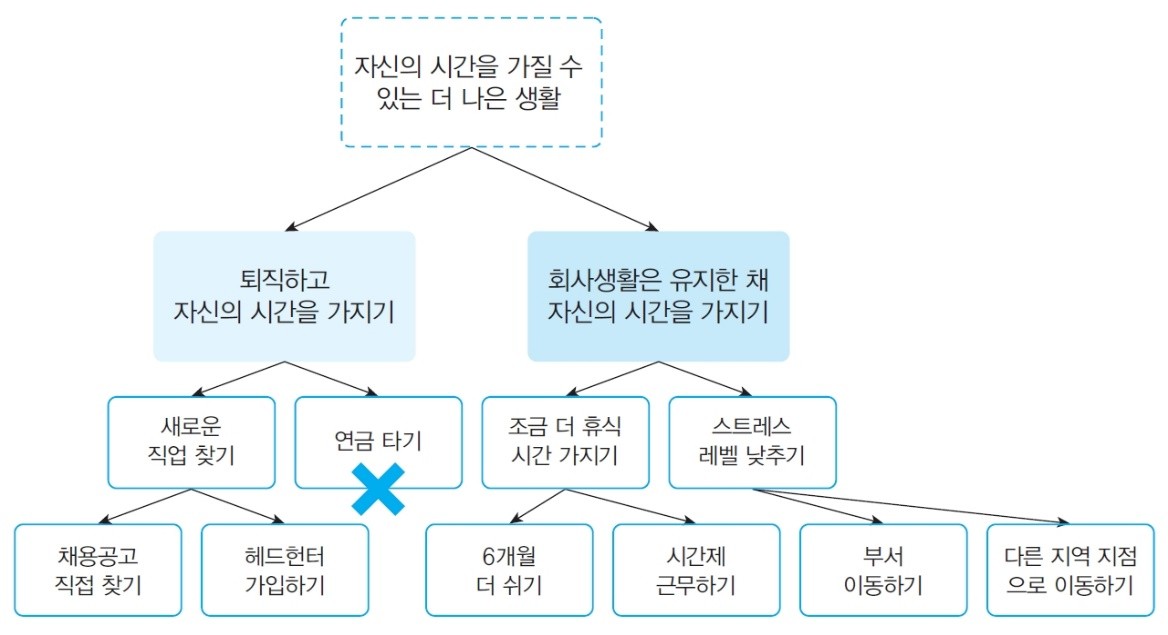 자신의 시간을 가질 수
있는 더 나은 생활
퇴직하고
자신의 시간을 가지기
회사생활은 유지한 채
자신의 시간을 가지기
새로운
직업 찾기
연금 타기
조금 더 휴식
시간 가지기
스트레스
레벨 낮추기
채용공고
직접 찾기
헤드헌터
가입하기
6개월
더 쉬기
시간제
근무하기
부서
이동하기
다른 지역 지점
으로 이동하기